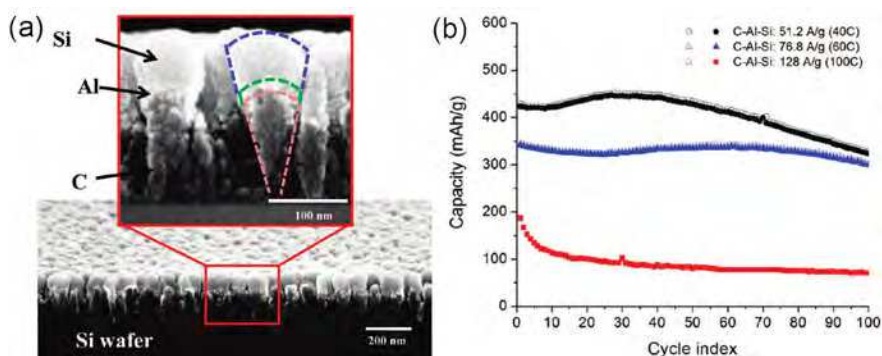 (a)
Si
Al
C
100 nm
Si wafer
200 nm
(b)
C-Al-Si: 51.2 A/g (40C)
C-Al-Si: 76.8 A/g (60C)
C-Al-Si: 128 A/g (100C)
Capacity (mAh/g)
600
500
400
300
200
100
0
0 10 20 30 40 50 60 70 80 90 100
Cycle index